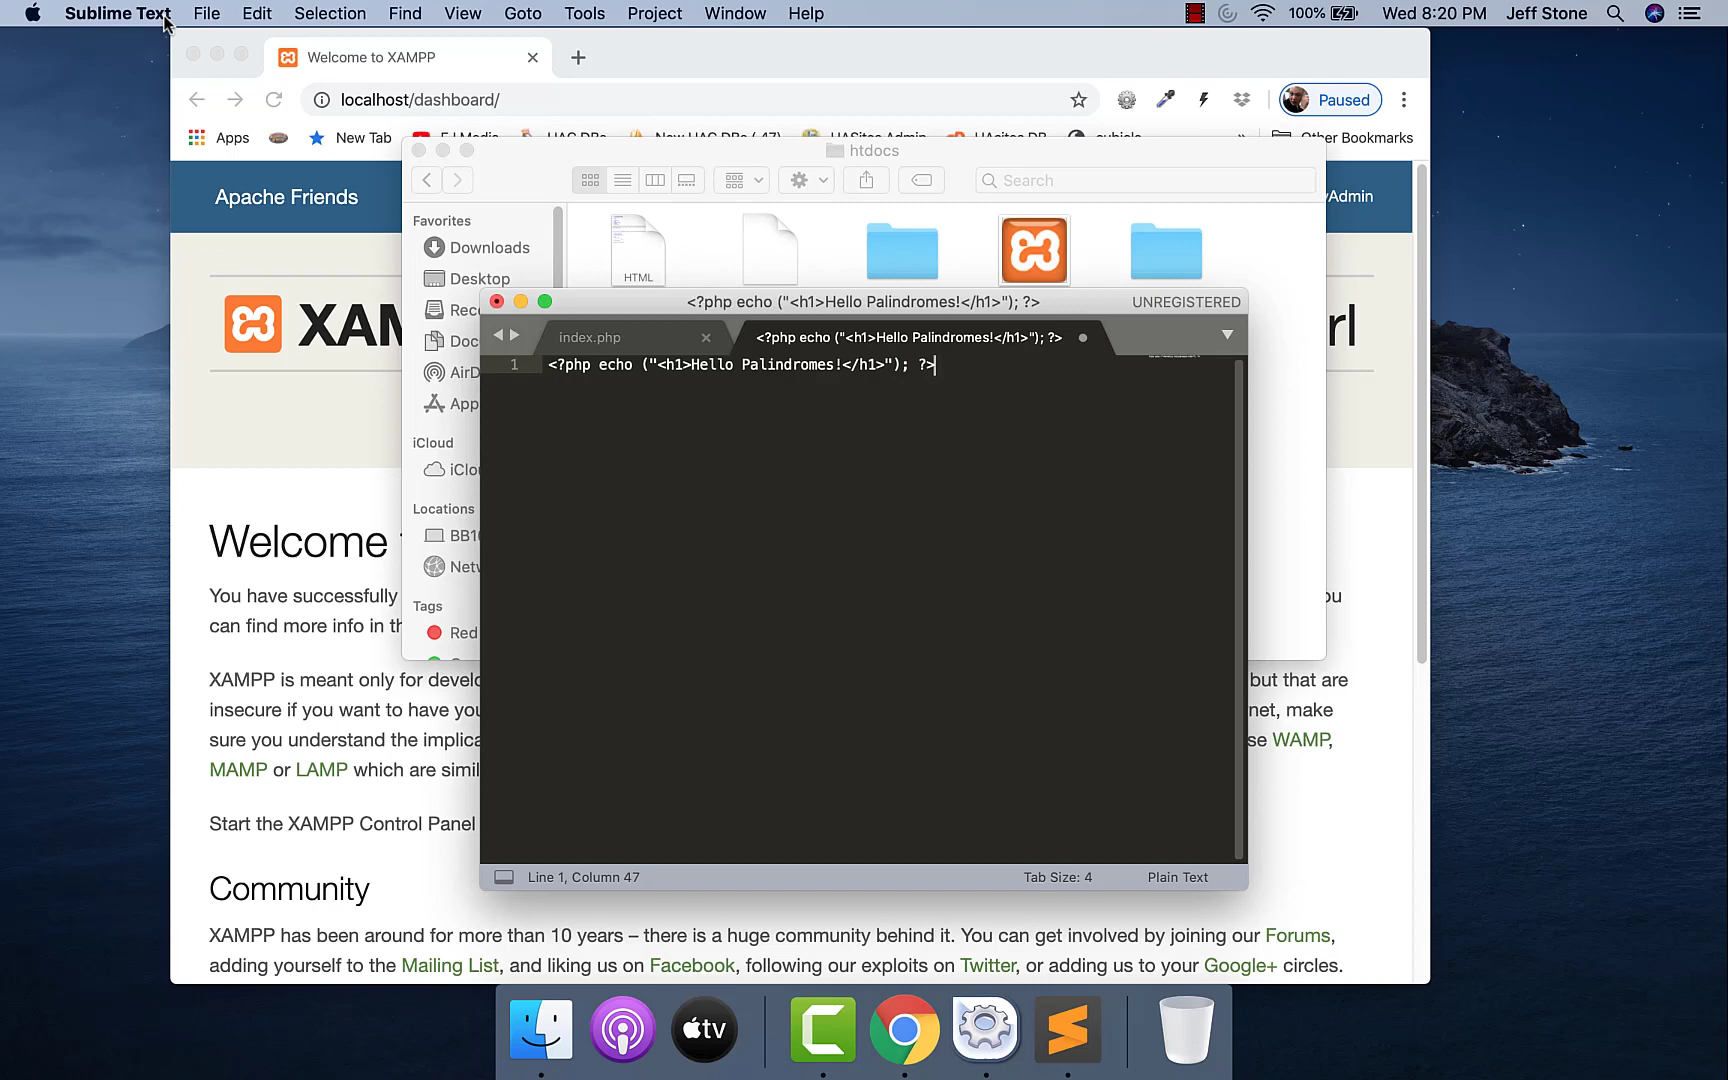 Sublime Text File Edit Selection Find View Goto Tools Project Window Help 100% Wed 8:20 PM Jeff Stone
Welcome to XAMPP
localhost/dashboard/ Paused
Apps New Tab Other Bookmarks
htdocs
Search
Apache Friends
Favorites
Downloads
Desktop
HTML
<?php echo ("<h1>Hello Palindromes!</h1>"); ?> UNREGISTERED
index.php <?php echo ("<h1>Hello Palindromes!</h1>"); ?>
1 <?php echo ("<h1>Hello Palindromes!</h1>"); ?>
iCloud
Locations
Tags
Red
Line 1, Column 47 Tab Size: 4 Plain Text
Welcome
You have successfully
can find more info in
XAMPP is meant only for but that are
insecure if you want to have make
sure you understand the WAMP,
MAMP or LAMP which are
Start the XAMPP Control Panel
Community
XAMPP has been around for more than 10 years – there is a huge community behind it. You can get involved by joining our Forums,
adding yourself to the Mailing List, and liking us on Facebook, following our exploits on Twitter, or adding us to your Google+ circles.
tv